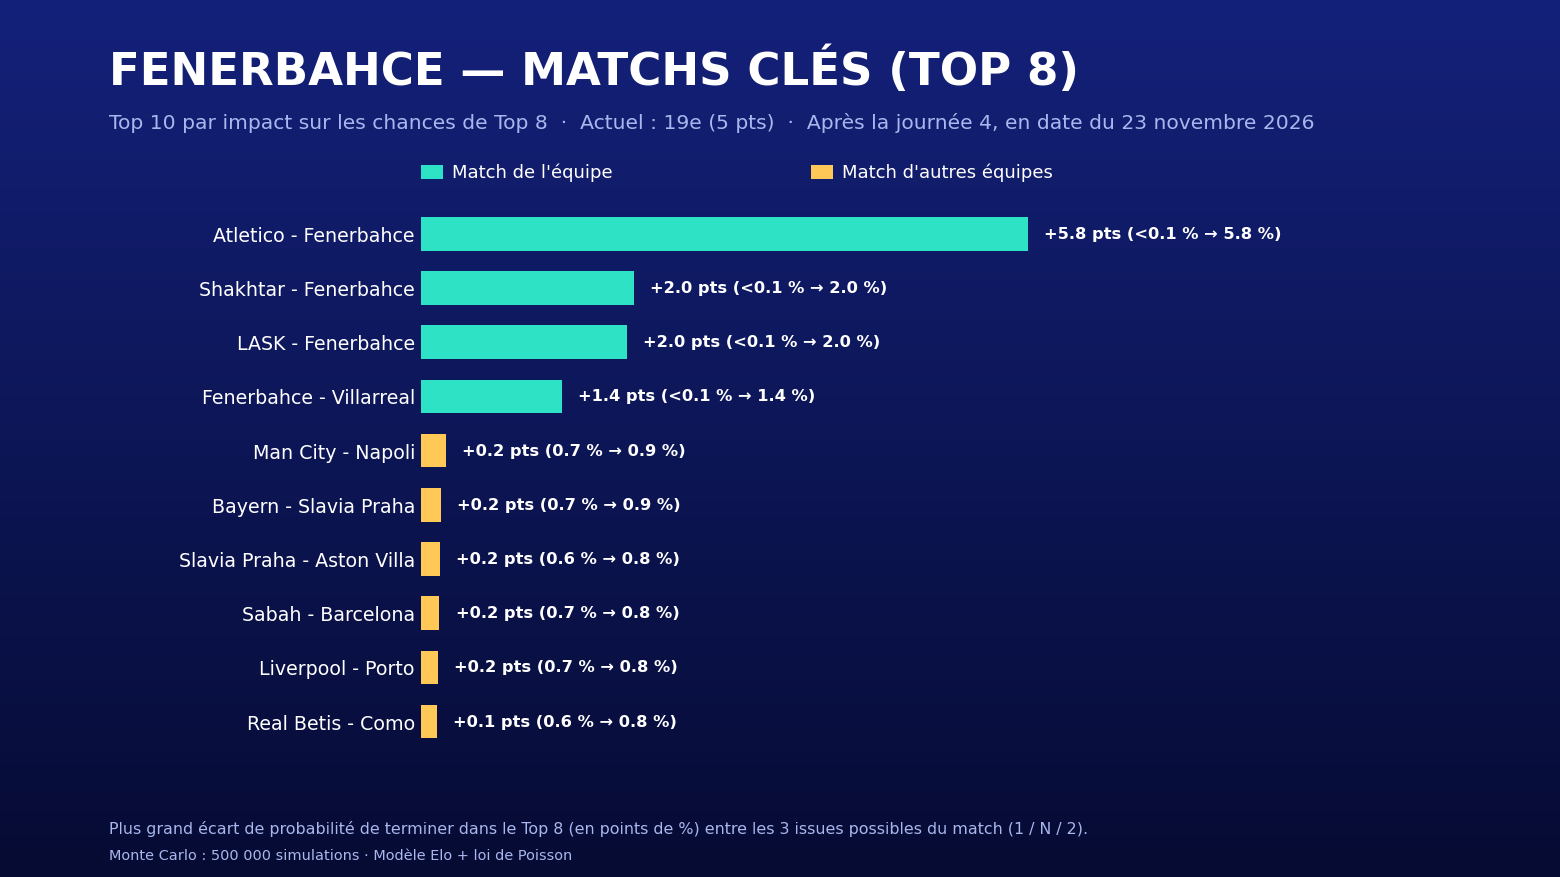 FENERBAHCE — MATCHS CLÉS (TOP 8)
Top 10 par impact sur les chances de Top 8 · Actuel : 19e (5 pts) · Après la journée 4, en date du 23 novembre 2026
Match de l'équipe
Match d'autres équipes
Atletico - Fenerbahce +5.8 pts (<0.1 % → 5.8 %)
Shakhtar - Fenerbahce +2.0 pts (<0.1 % → 2.0 %)
LASK - Fenerbahce +2.0 pts (<0.1 % → 2.0 %)
Fenerbahce - Villarreal +1.4 pts (<0.1 % → 1.4 %)
Man City - Napoli +0.2 pts (0.7 % → 0.9 %)
Bayern - Slavia Praha +0.2 pts (0.7 % → 0.9 %)
Slavia Praha - Aston Villa +0.2 pts (0.6 % → 0.8 %)
Sabah - Barcelona +0.2 pts (0.7 % → 0.8 %)
Liverpool - Porto +0.2 pts (0.7 % → 0.8 %)
Real Betis - Como +0.1 pts (0.6 % → 0.8 %)
Plus grand écart de probabilité de terminer dans le Top 8 (en points de %) entre les 3 issues possibles du match (1 / N / 2).
Monte Carlo : 500 000 simulations · Modèle Elo + loi de Poisson